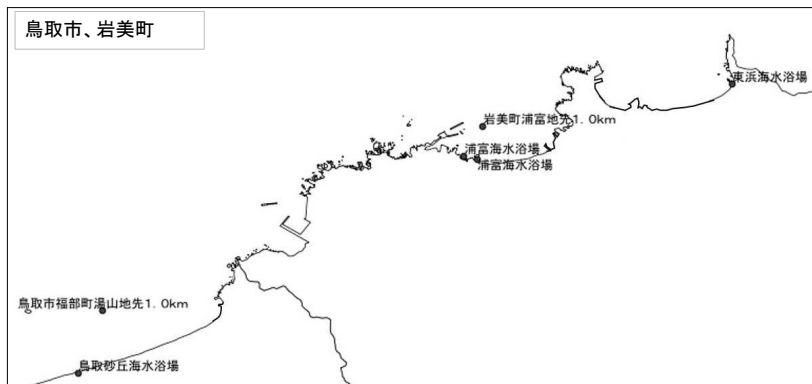 鳥取市、岩美町
東浜海水浴場
岩美町浦富地先1.0km
浦富海水浴場
浦富海水浴場
鳥取市福部町湯山地先1.0km
鳥取砂丘海水浴場